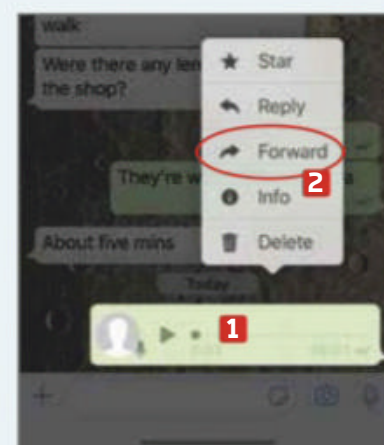 walk
Were there any
the shop?
They're w
About five mins
Today
Star
Reply
Forward
2
Info
Delete
1